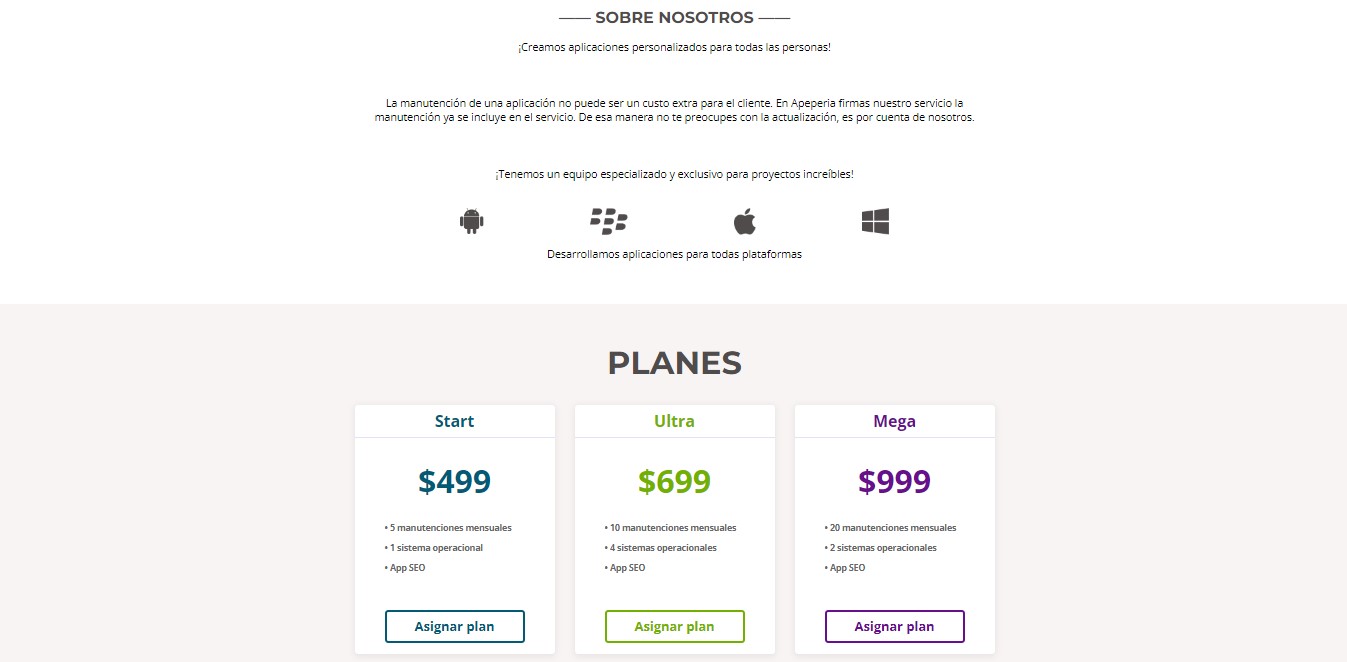 —— SOBRE NOSOTROS ——
¡Creamos aplicaciones personalizados para todas las personas!
La manutención de una aplicación no puede ser un custo extra para el cliente. En Apeperia firmas nuestro servicio la
manutención ya se incluye en el servicio. De esa manera no te preocupes con la actualización, es por cuenta de nosotros.
¡Tenemos un equipo especializado y exclusivo para proyectos increíbles!
Desarrollamos aplicaciones para todas plataformas
PLANES
Start
$499
• 5 manutenciones mensuales
• 1 sistema operacional
• App SEO
Asignar plan
Ultra
$699
• 10 manutenciones mensuales
• 4 sistemas operacionales
• App SEO
Asignar plan
Mega
$999
• 20 manutenciones mensuales
• 2 sistemas operacionales
• App SEO
Asignar plan